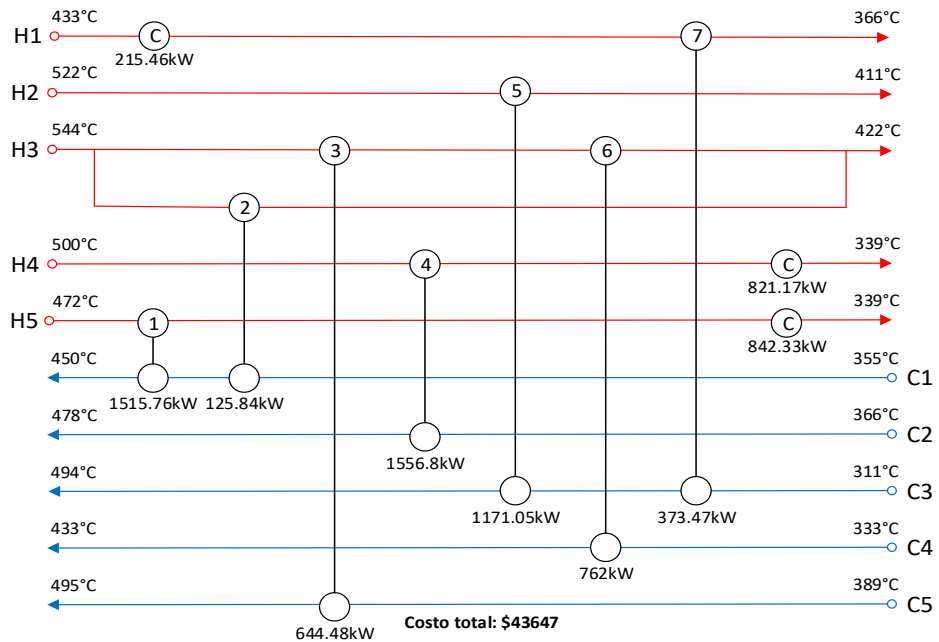 433°C 366°C
H1 C 7
215.46kW
522°C 411°C
H2 5
544°C 422°C
H3 3 6
2
500°C 339°C
H4 4 C
821.17kW
472°C 339°C
H5 1 C
842.33kW
450°C 355°C
C1
1515.76kW 125.84kW
478°C 366°C
C2
1556.8kW
494°C 311°C
C3
1171.05kW 373.47kW
433°C 333°C
C4
762kW
495°C 389°C
C5
Costo total: $43647
644.48kW